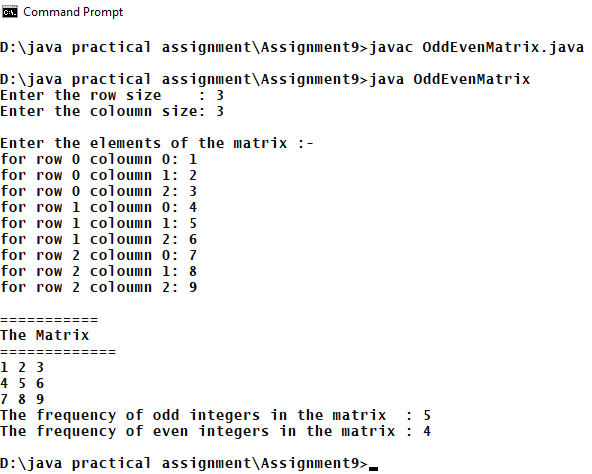 Command Prompt
D:\java practical assignment\Assignment9>javac OddEvenMatrix.java
D:\java practical assignment\Assignment9>java OddEvenMatrix
Enter the row size    : 3
Enter the coloumn size: 3
Enter the elements of the matrix :-
for row 0 coloumn 0: 1
for row 0 coloumn 1: 2
for row 0 coloumn 2: 3
for row 1 coloumn 0: 4
for row 1 coloumn 1: 5
for row 1 coloumn 2: 6
for row 2 coloumn 0: 7
for row 2 coloumn 1: 8
for row 2 coloumn 2: 9
===========
The Matrix
=============
1 2 3
4 5 6
7 8 9
The frequency of odd integers in the matrix  : 5
The frequency of even integers in the matrix : 4
D:\java practical assignment\Assignment9>